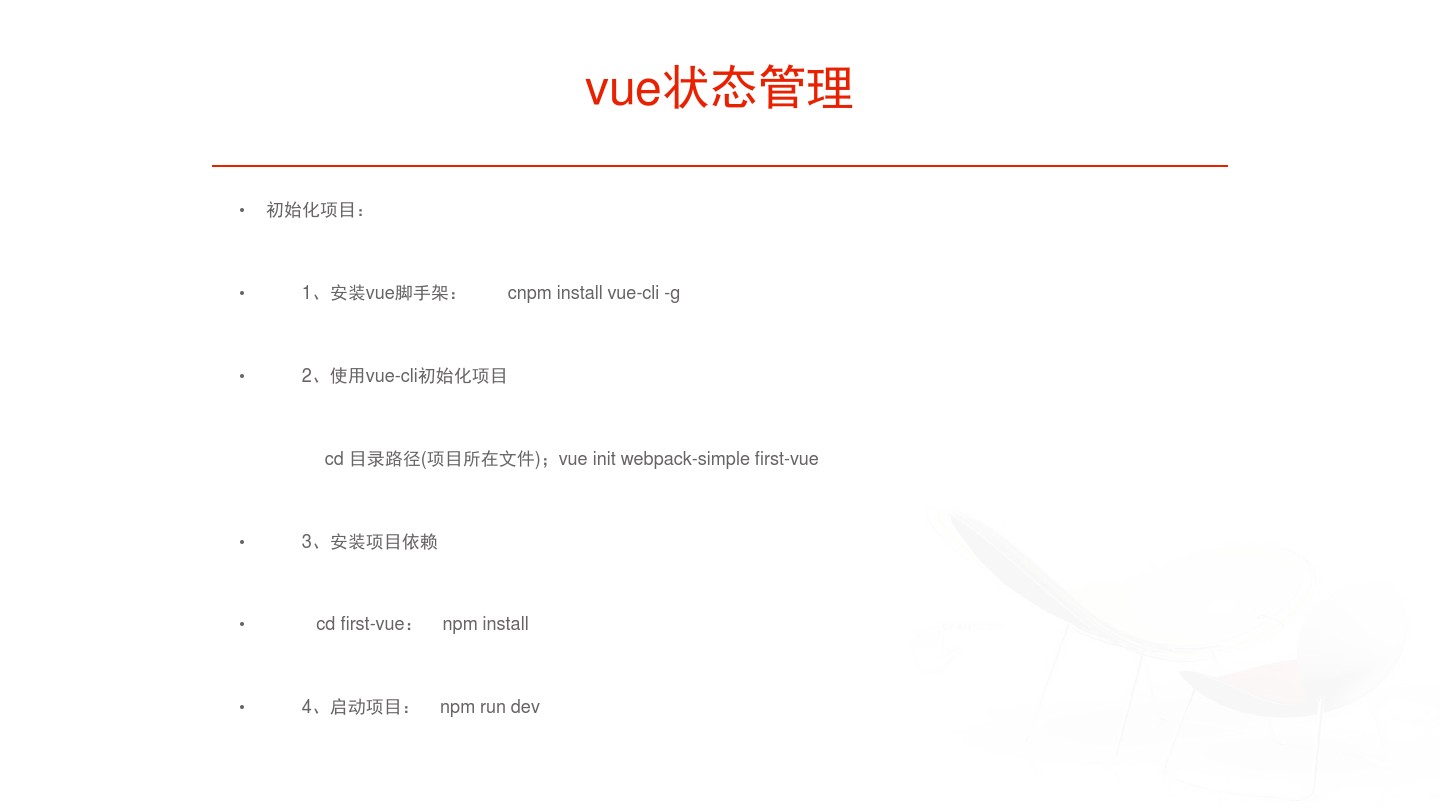 vue状态管理
• 初始化项目：
• 1、安装vue脚手架： cnpm install vue-cli -g
• 2、使用vue-cli初始化项目
cd 目录路径(项目所在文件)；vue init webpack-simple first-vue
• 3、安装项目依赖
• cd first-vue： npm install
• 4、启动项目： npm run dev